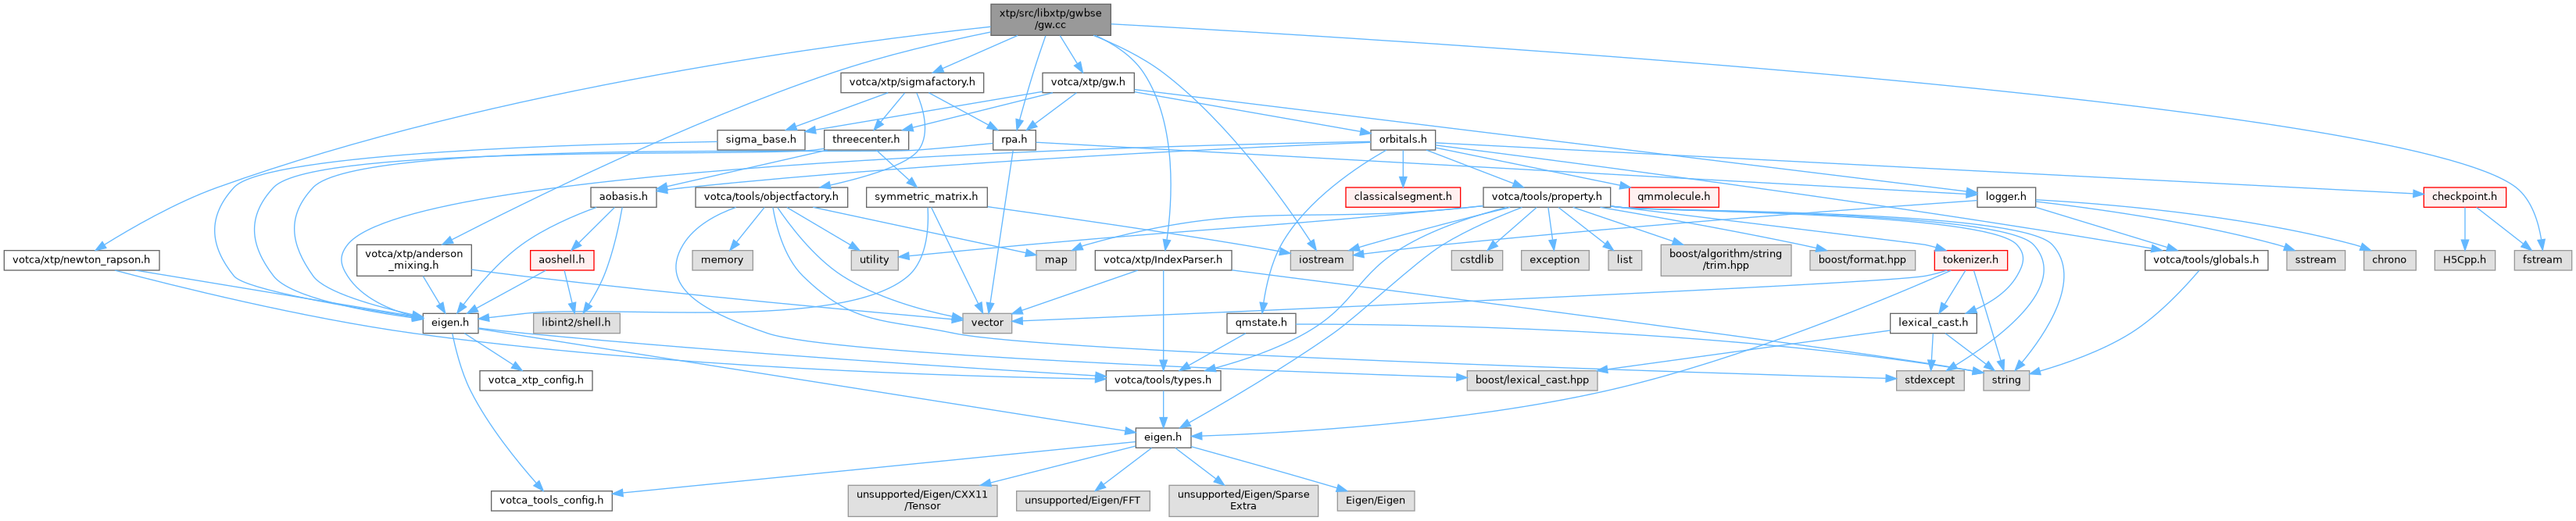 xtp/src/libxtp/gwbse
/gw.cc
votca/xtp/sigmafactory.h
votca/xtp/gw.h
sigma_base.h
threecenter.h
rpa.h
orbitals.h
aobasis.h
votca/tools/objectfactory.h
symmetric_matrix.h
classicalsegment.h
votca/tools/property.h
qmmolecule.h
logger.h
checkpoint.h
votca/xtp/newton_rapson.h
votca/xtp/anderson
_mixing.h
aoshell.h
memory
utility
map
votca/xtp/IndexParser.h
iostream
cstdlib
exception
list
boost/algorithm/string
/trim.hpp
boost/format.hpp
tokenizer.h
votca/tools/globals.h
sstream
chrono
H5Cpp.h
fstream
eigen.h
libint2/shell.h
vector
qmstate.h
lexical_cast.h
votca_xtp_config.h
votca/tools/types.h
boost/lexical_cast.hpp
stdexcept
string
eigen.h
votca_tools_config.h
unsupported/Eigen/CXX11
/Tensor
unsupported/Eigen/FFT
unsupported/Eigen/Sparse
Extra
Eigen/Eigen